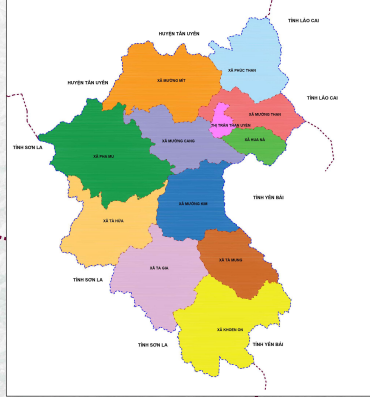 TỈNH LÀO CAI
HUYỆN TÂN UYÊN
XÃ PHÚC THAN
HUYỆN TÂN UYÊN
XÃ MƯỜNG MÍT
TỈNH LÀO CAI
XÃ MƯỜNG THAN
THỊ TRẤN THAN UYÊN
XÃ MƯỜNG CANG
XÃ HUA NÀ
TỈNH SƠN LA
XÃ PHA MU
TỈNH YÊN BÁI
XÃ MƯỜNG KIM
XÃ TÀ HỪA
XÃ TÀ MUNG
XÃ TÀ GIA
TỈNH SƠN LA
XÃ KHOEN ON
TỈNH SƠN LA
TỈNH YÊN BÁI